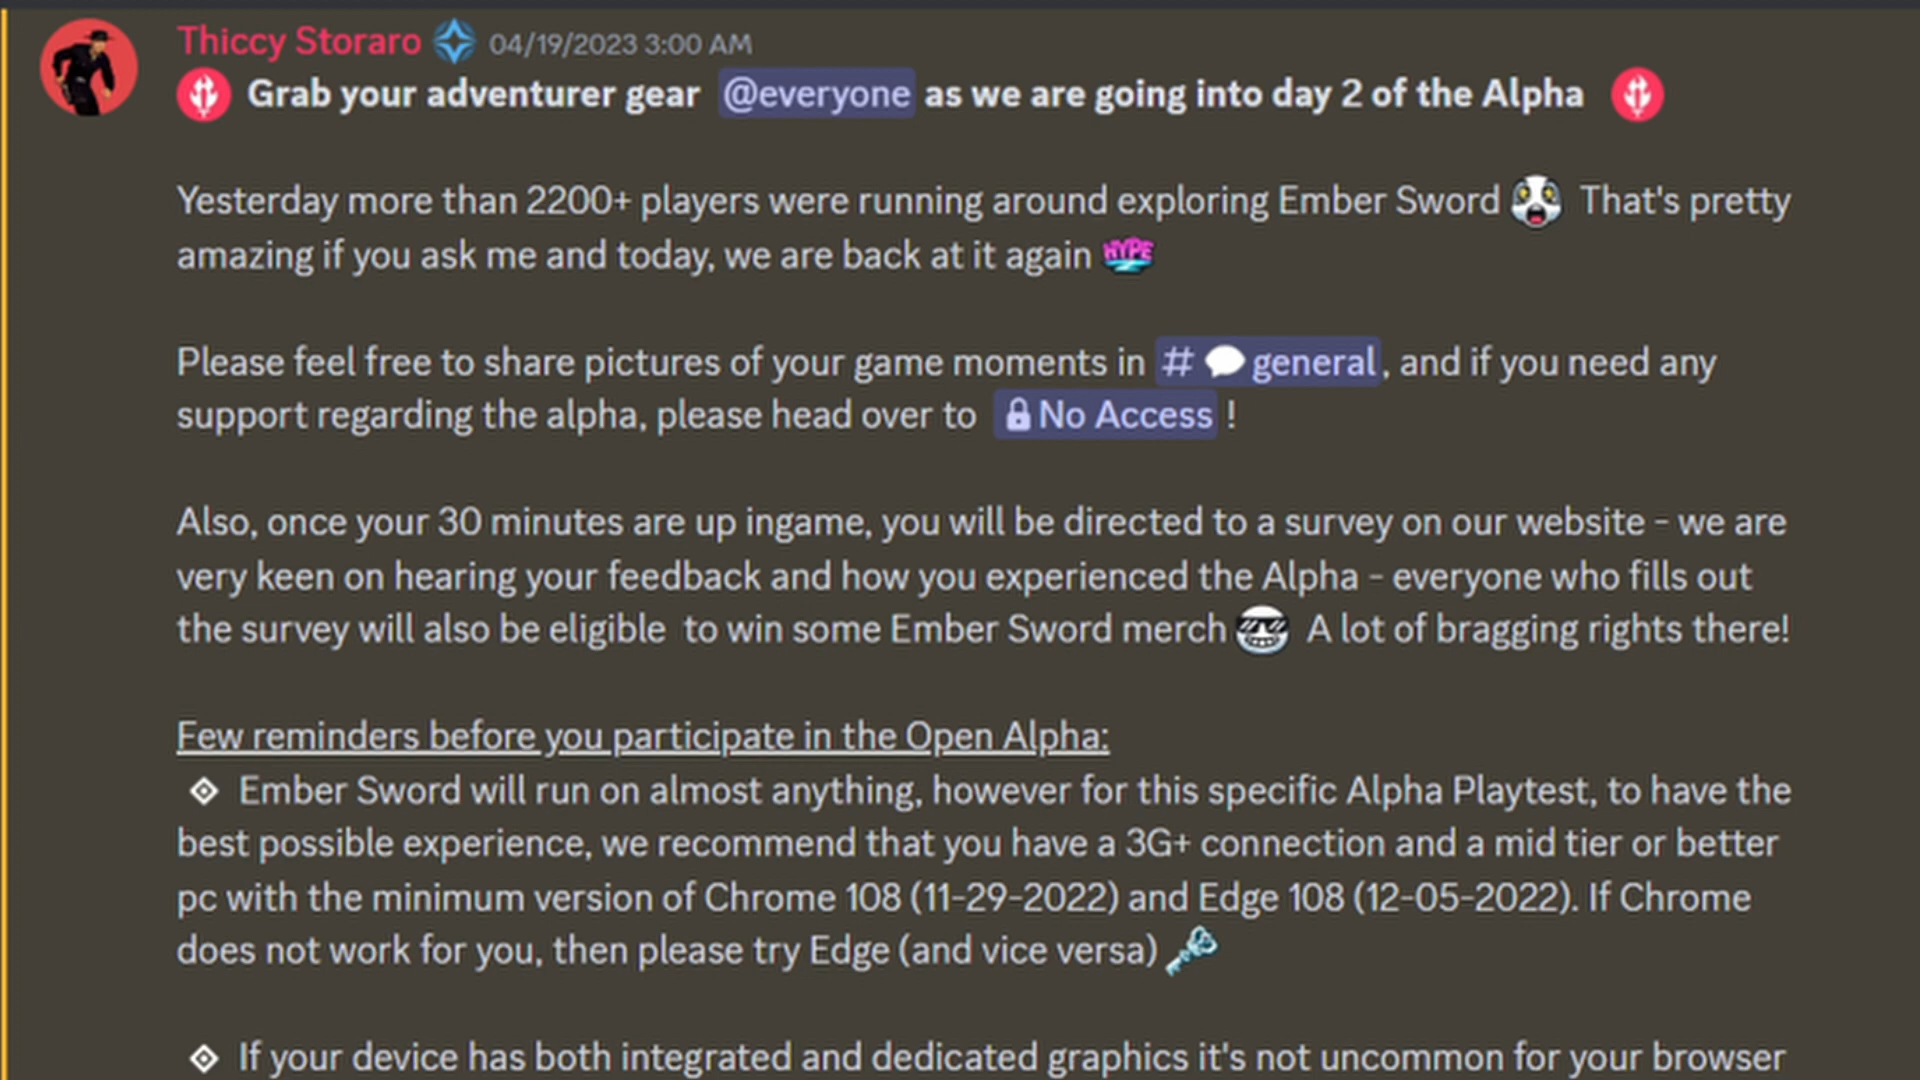 Thiccy Storaro 04/19/2023 3:00 AM
Grab your adventurer gear @everyone as we are going into day 2 of the Alpha
Yesterday more than 2200+ players were running around exploring Ember Sword That's pretty
amazing if you ask me and today, we are back at it again HYPE
Please feel free to share pictures of your game moments in # general, and if you need any
support regarding the alpha, please head over to No Access !
Also, once your 30 minutes are up ingame, you will be directed to a survey on our website - we are
very keen on hearing your feedback and how you experienced the Alpha - everyone who fills out
the survey will also be eligible to win some Ember Sword merch A lot of bragging rights there!
Few reminders before you participate in the Open Alpha:
Ember Sword will run on almost anything, however for this specific Alpha Playtest, to have the
best possible experience, we recommend that you have a 3G+ connection and a mid tier or better
pc with the minimum version of Chrome 108 (11-29-2022) and Edge 108 (12-05-2022). If Chrome
does not work for you, then please try Edge (and vice versa)
If your device has both integrated and dedicated graphics it's not uncommon for your browser